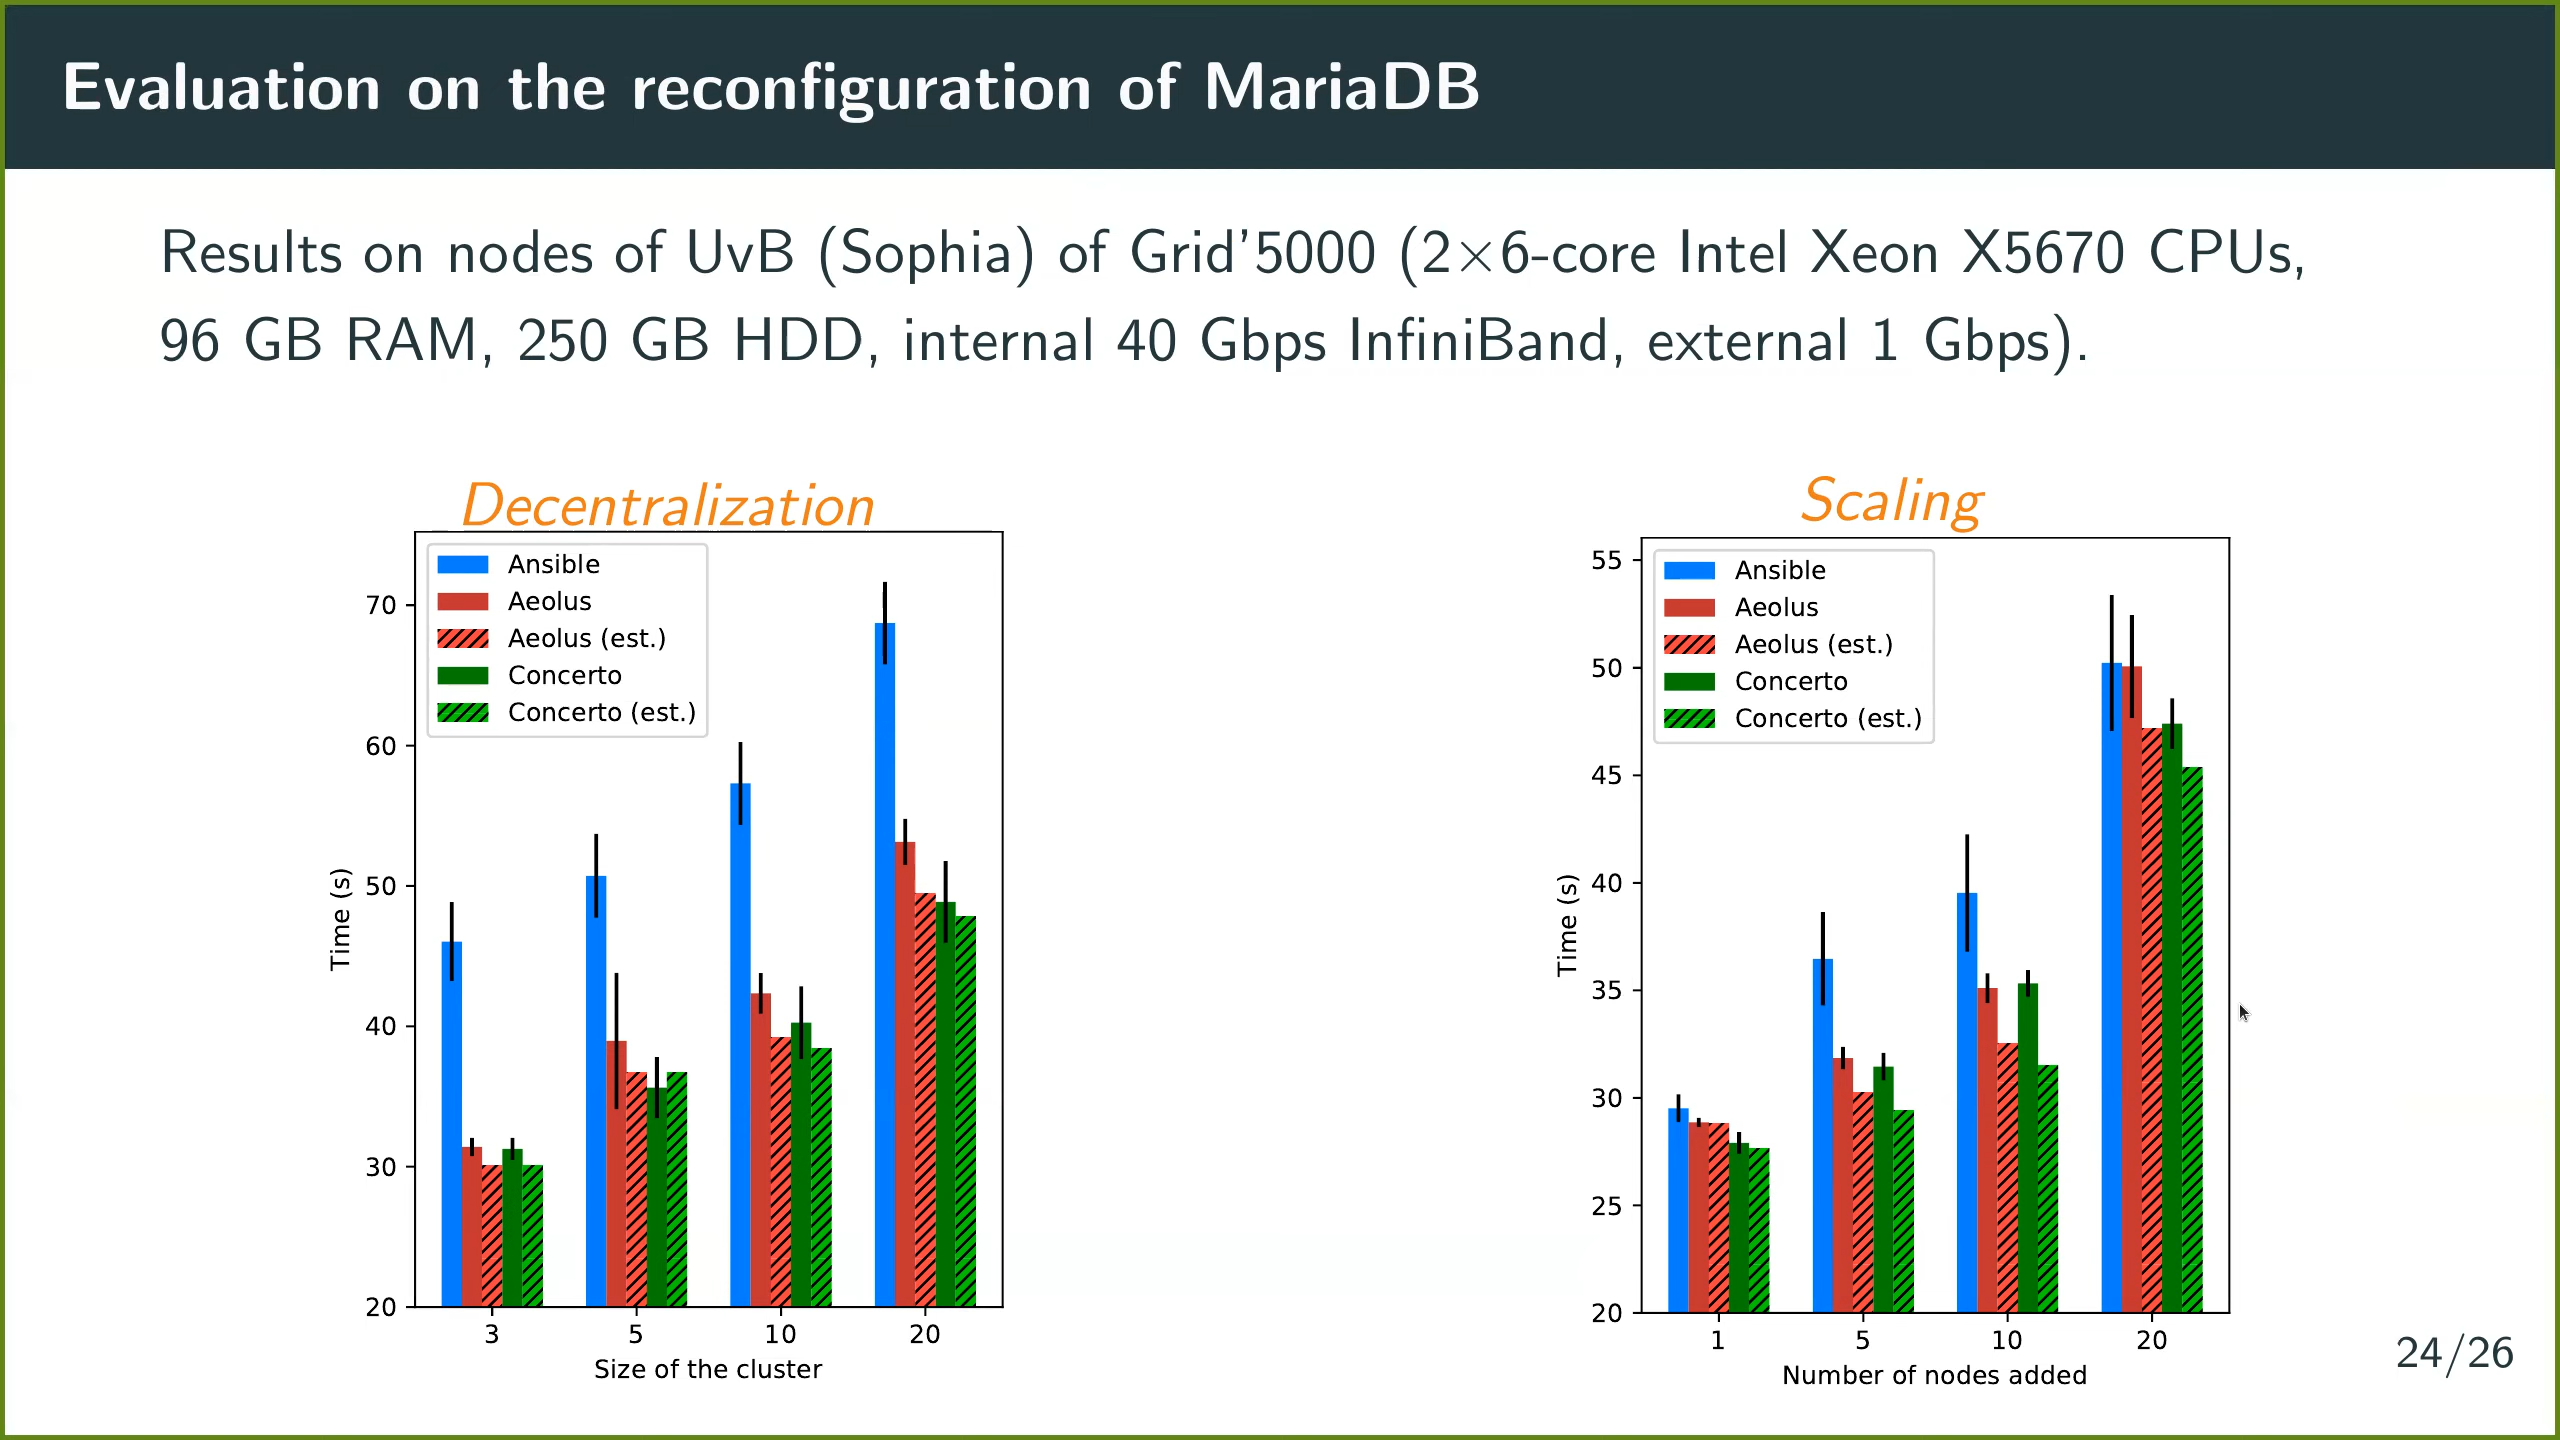 Evaluation on the reconfiguration of MariaDB
Results on nodes of UvB (Sophia) of Grid'5000 (2×6-core Intel Xeon X5670 CPUs,
96 GB RAM, 250 GB HDD, internal 40 Gbps InfiniBand, external 1 Gbps).
Decentralization
Ansible
Aeolus
Aeolus (est.)
Concerto
Concerto (est.)
70
60
50
40
30
20
Time (s)
3 5 10 20
Size of the cluster
Scaling
Ansible
Aeolus
Aeolus (est.)
Concerto
Concerto (est.)
55
50
45
40
35
30
25
20
Time (s)
1 5 10 20
Number of nodes added
24/26